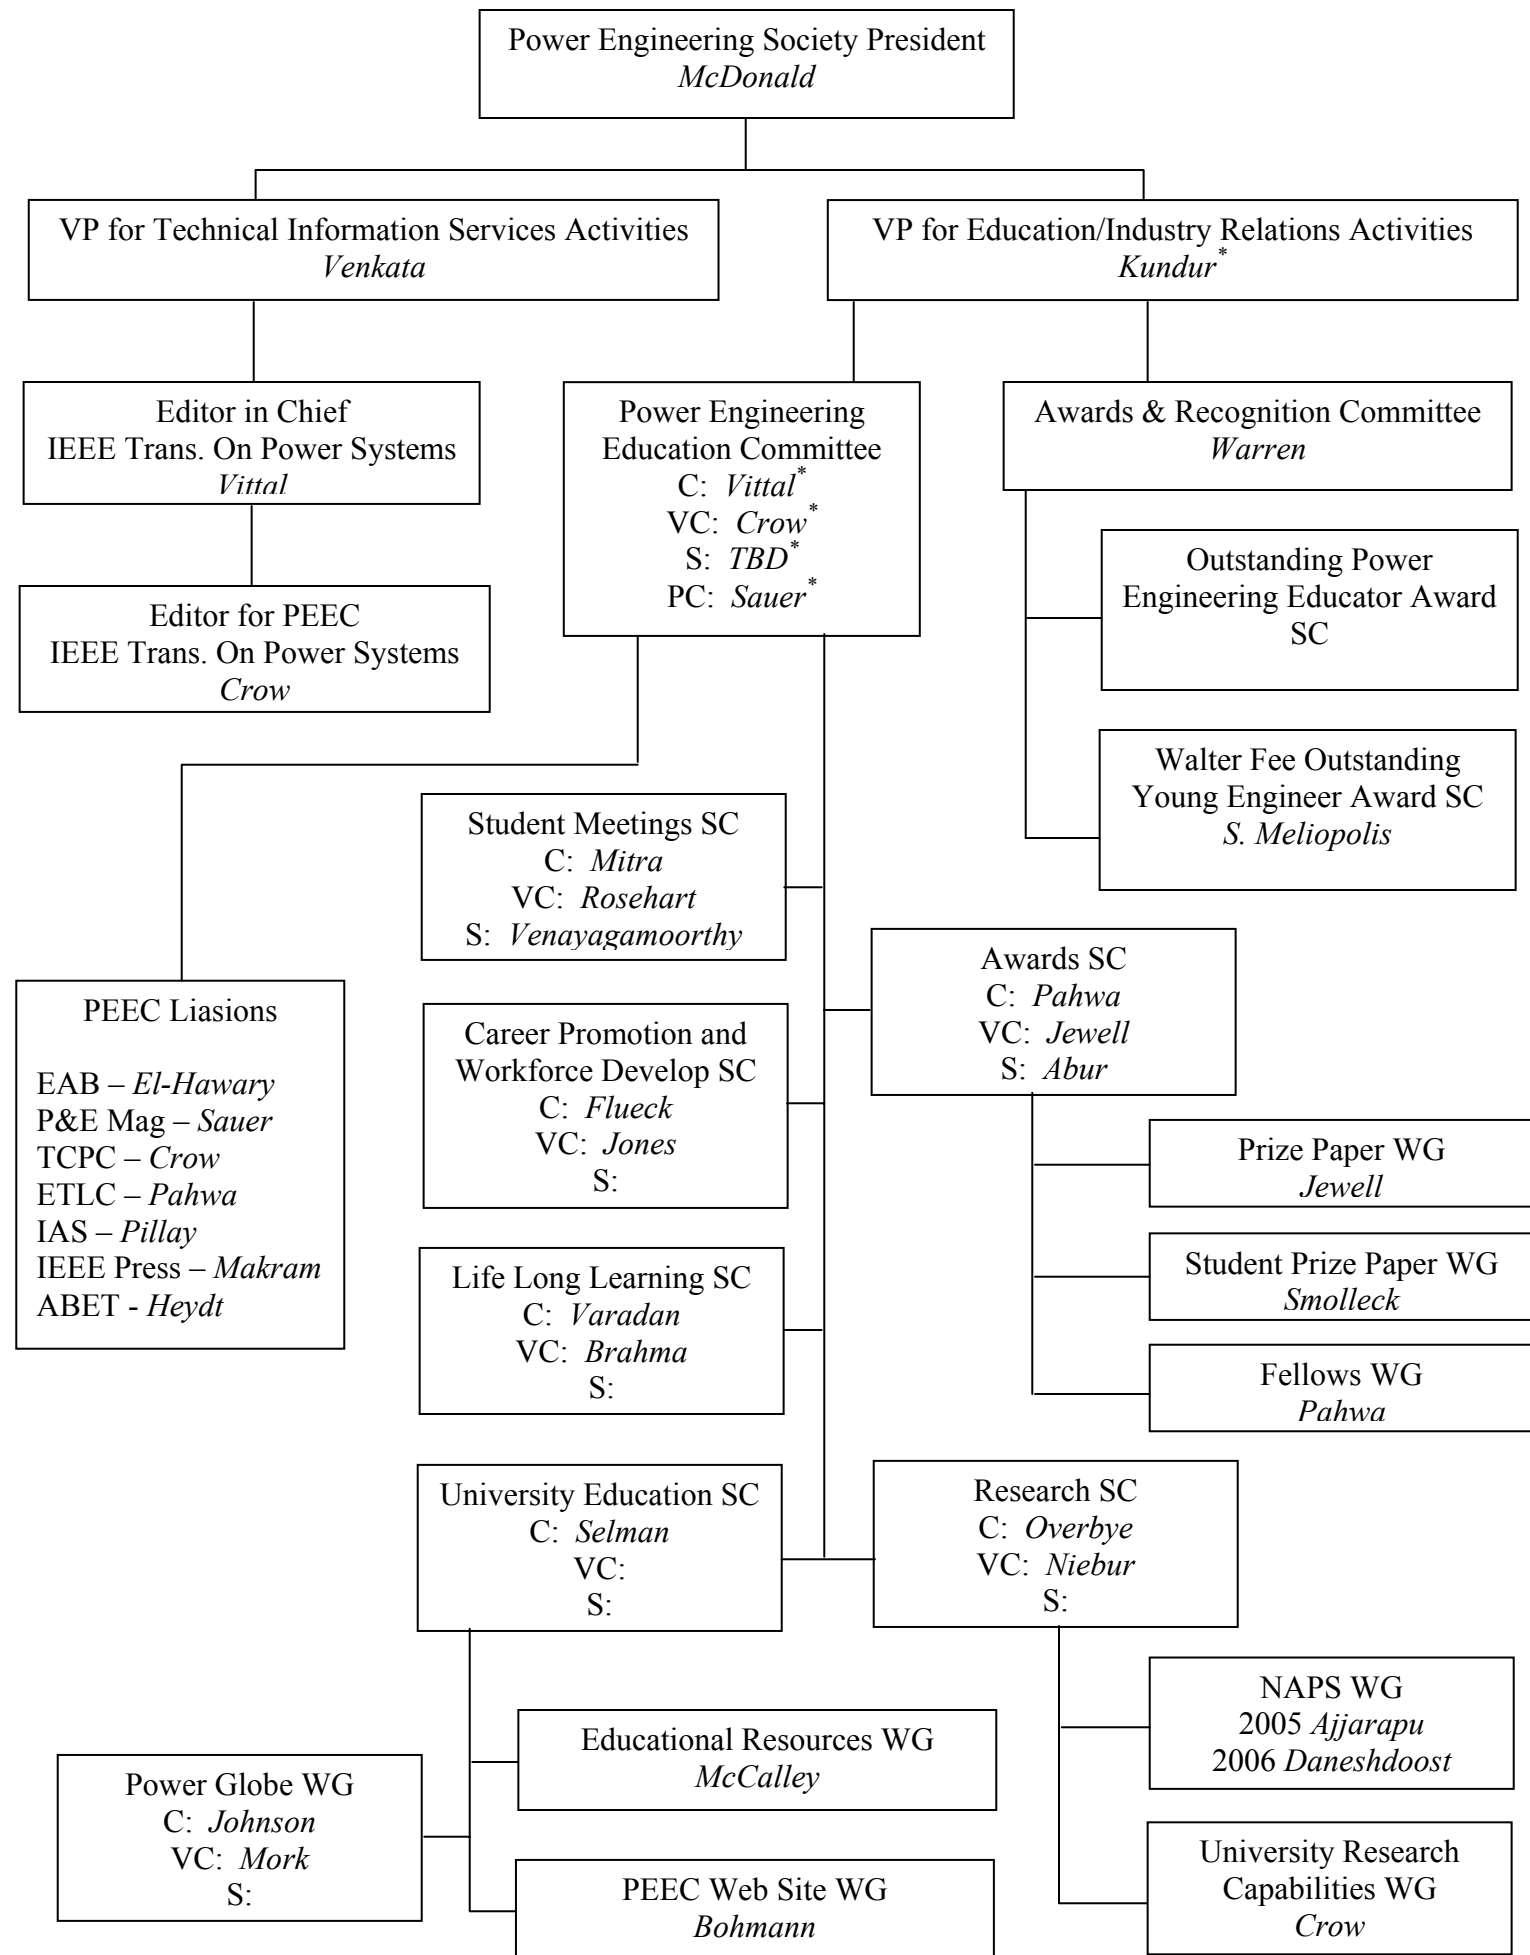 Power Engineering Society President
McDonald
VP for Technical Information Services Activities
Venkata
VP for Education/Industry Relations Activities
Kundur*
Editor in Chief
IEEE Trans. On Power Systems
Vittal
Power Engineering
Education Committee
C: Vittal*
VC: Crow*
S: TBD*
PC: Sauer*
Awards & Recognition Committee
Warren
Outstanding Power
Engineering Educator Award
SC
Editor for PEEC
IEEE Trans. On Power Systems
Crow
Walter Fee Outstanding
Young Engineer Award SC
S. Meliopolis
Student Meetings SC
C: Mitra
VC: Rosehart
S: Venayagamoorthy
Awards SC
C: Pahwa
VC: Jewell
S: Abur
PEEC Liasions
EAB – El-Hawary
P&E Mag – Sauer
TCPC – Crow
ETLC – Pahwa
IAS – Pillay
IEEE Press – Makram
ABET - Heydt
Career Promotion and
Workforce Develop SC
C: Flueck
VC: Jones
S:
Prize Paper WG
Jewell
Student Prize Paper WG
Smolleck
Life Long Learning SC
C: Varadan
VC: Brahma
S:
Fellows WG
Pahwa
University Education SC
C: Selman
VC:
S:
Research SC
C: Overbye
VC: Niebur
S:
NAPS WG
2005 Ajjarapu
2006 Daneshdoost
Educational Resources WG
McCalley
Power Globe WG
C: Johnson
VC: Mork
S:
University Research
Capabilities WG
Crow
PEEC Web Site WG
Bohmann